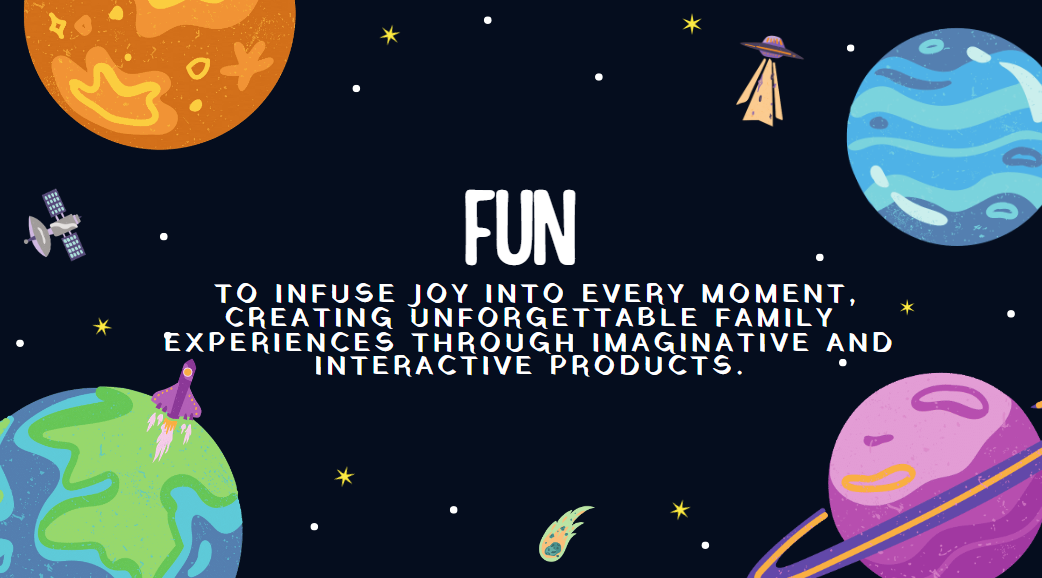 FUN
TO INFUSE JOY INTO EVERY MOMENT,
CREATING UNFORGETTABLE FAMILY
EXPERIENCES THROUGH IMAGINATIVE AND
INTERACTIVE PRODUCTS.